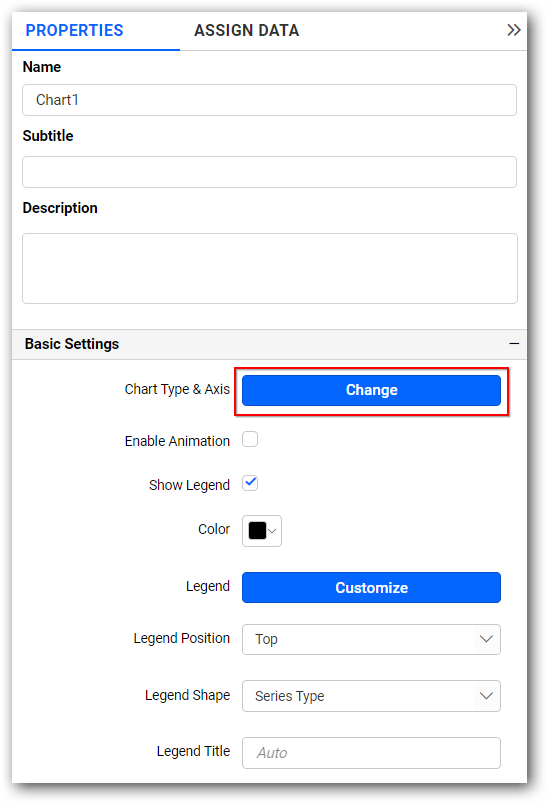 PROPERTIES ASSIGN DATA
Name
Chart1
Subtitle
Description
Basic Settings
Chart Type & Axis Change
Enable Animation
Show Legend
Color
Legend Customize
Legend Position Top
Legend Shape Series Type
Legend Title Auto